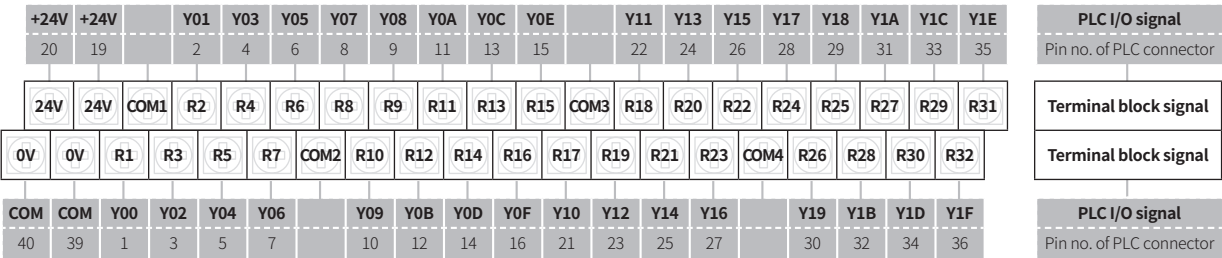 +24V +24V Y01 Y03 Y05 Y07 Y08 Y0A Y0C Y0E Y11 Y13 Y15 Y17 Y18 Y1A Y1C Y1E PLC I/O signal
20 19 2 4 6 8 9 11 13 15 22 24 26 28 29 31 33 35 Pin no. of PLC connector
24V 24V COM1 R2 R4 R6 R8 R9 R11 R13 R15 COM3 R18 R20 R22 R24 R25 R27 R29 R31 Terminal block signal
0V 0V R1 R3 R5 R7 COM2 R10 R12 R14 R16 R17 R19 R21 R23 COM4 R26 R28 R30 R32 Terminal block signal
COM COM Y00 Y02 Y04 Y06 Y09 Y0B Y0D Y0F Y10 Y12 Y14 Y16 Y19 Y1B Y1D Y1F PLC I/O signal
40 39 1 3 5 7 10 12 14 16 21 23 25 27 30 32 34 36 Pin no. of PLC connector